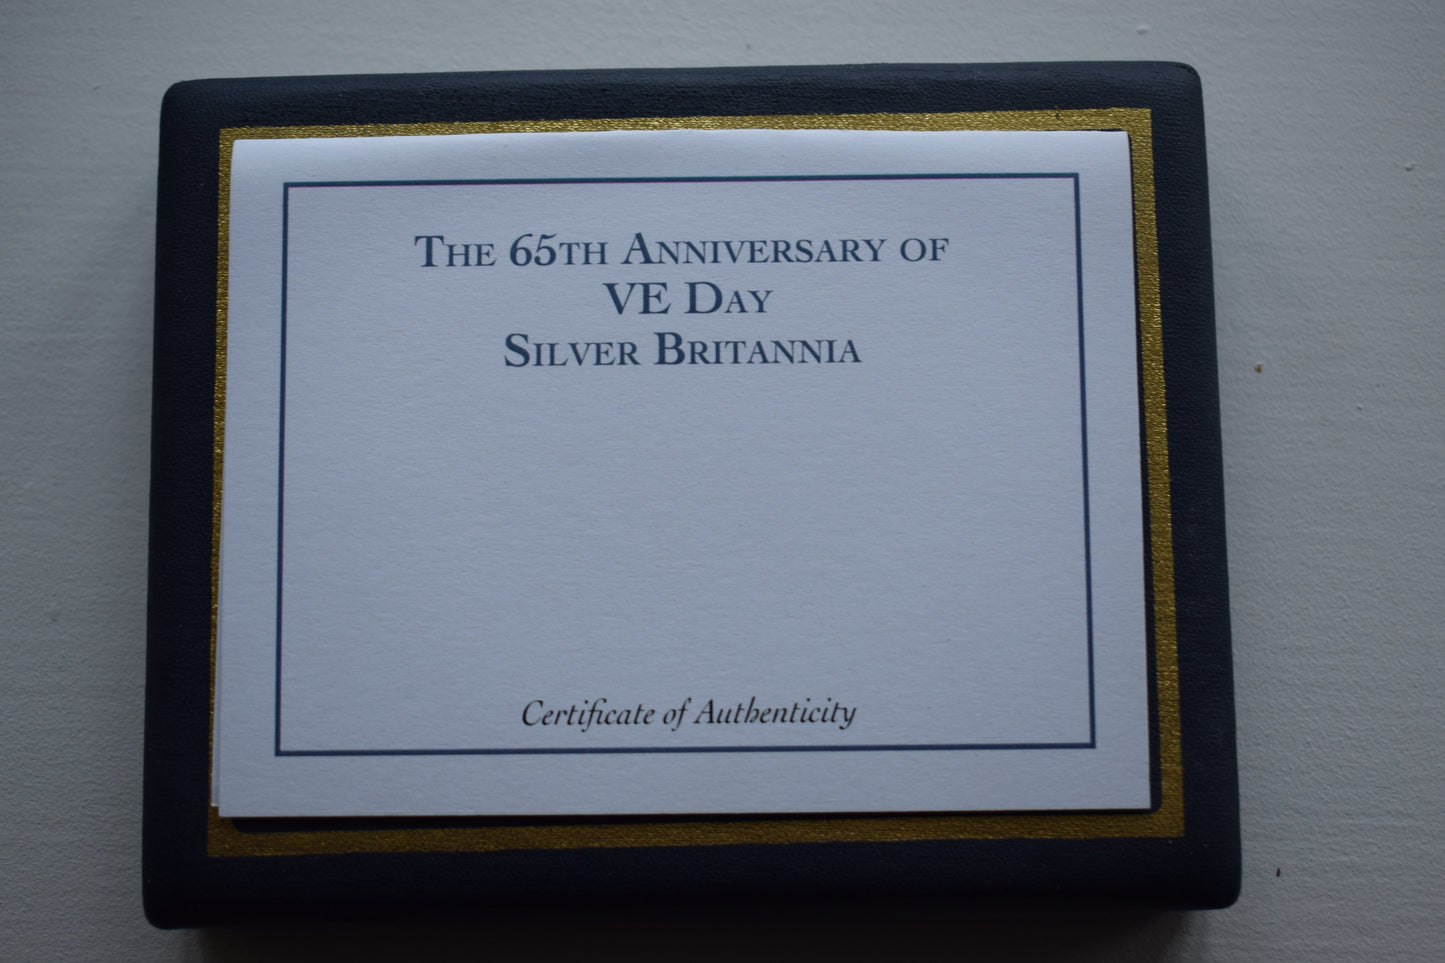 The 65th Anniversary of
VE Day
Silver Britannia
Certificate of Authenticity